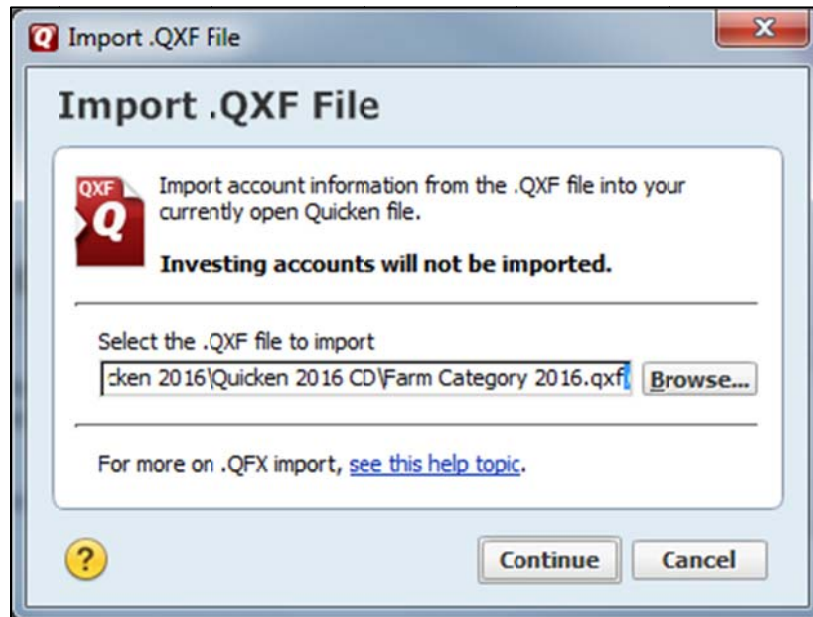 Import .QXF File
Import .QXF File
QXF
Q
Import account information from the .QXF file into your
currently open Quicken file.
Investing accounts will not be imported.
Select the .QXF file to import
cken 2016\Quicken 2016 CD\Farm Category 2016.qxf
Browse...
For more on .QFX import, see this help topic.
?
Continue
Cancel